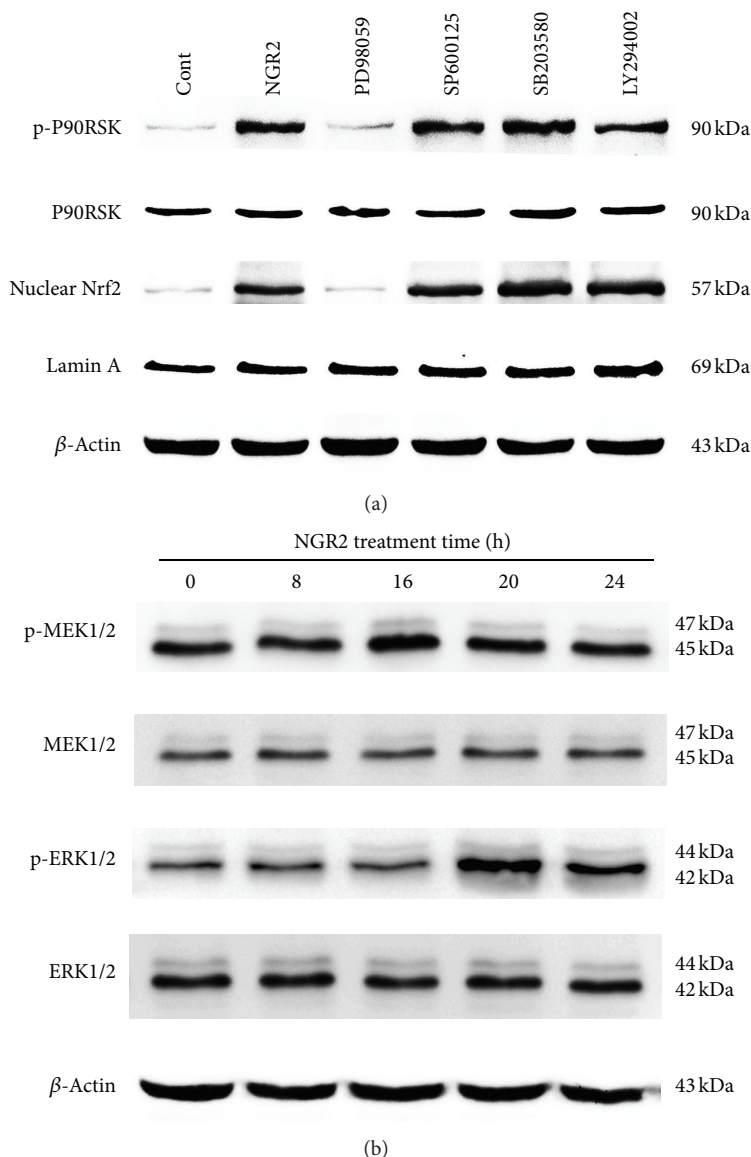 Cont NGR2 PD98059 SP600125 SB203580 LY294002
p-P90RSK 90 kDa
P90RSK 90 kDa
Nuclear Nrf2 57 kDa
Lamin A 69 kDa
β-Actin 43 kDa
(a)
NGR2 treatment time (h)
0 8 16 20 24
p-MEK1/2 47 kDa
45 kDa
MEK1/2 47 kDa
45 kDa
p-ERK1/2 44 kDa
42 kDa
ERK1/2 44 kDa
42 kDa
β-Actin 43 kDa
(b)